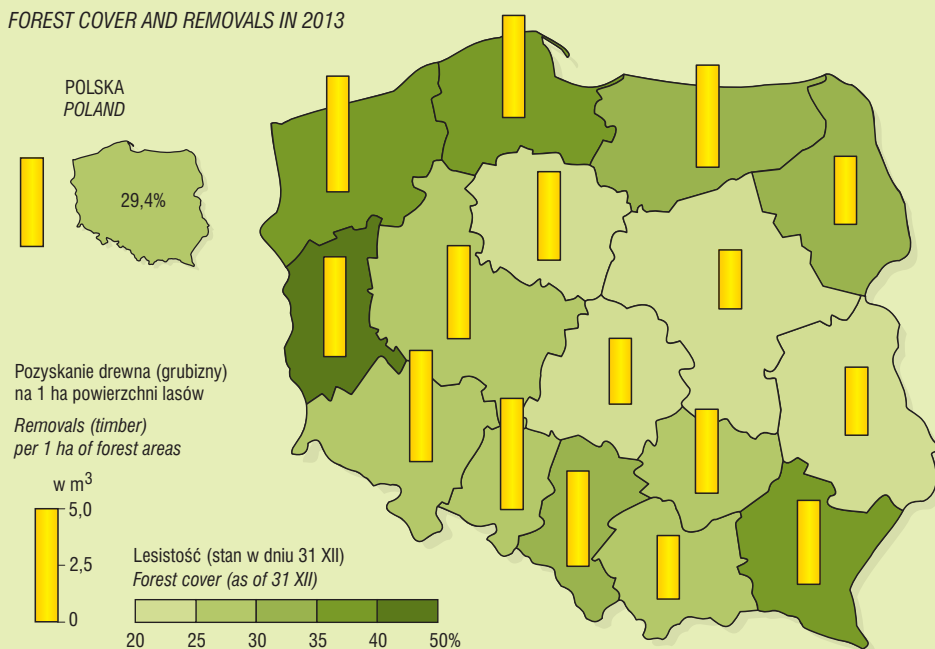 FOREST COVER AND REMOVALS IN 2013
POLSKA
POLAND
29,4%
Pozyskanie drewna (grubizny)
na 1 ha powierzchni lasów
Removals (timber)
per 1 ha of forest areas
w m³
5,0
2,5
0
Lesistość (stan w dniu 31 XII)
Forest cover (as of 31 XII)
20 25 30 35 40 50%